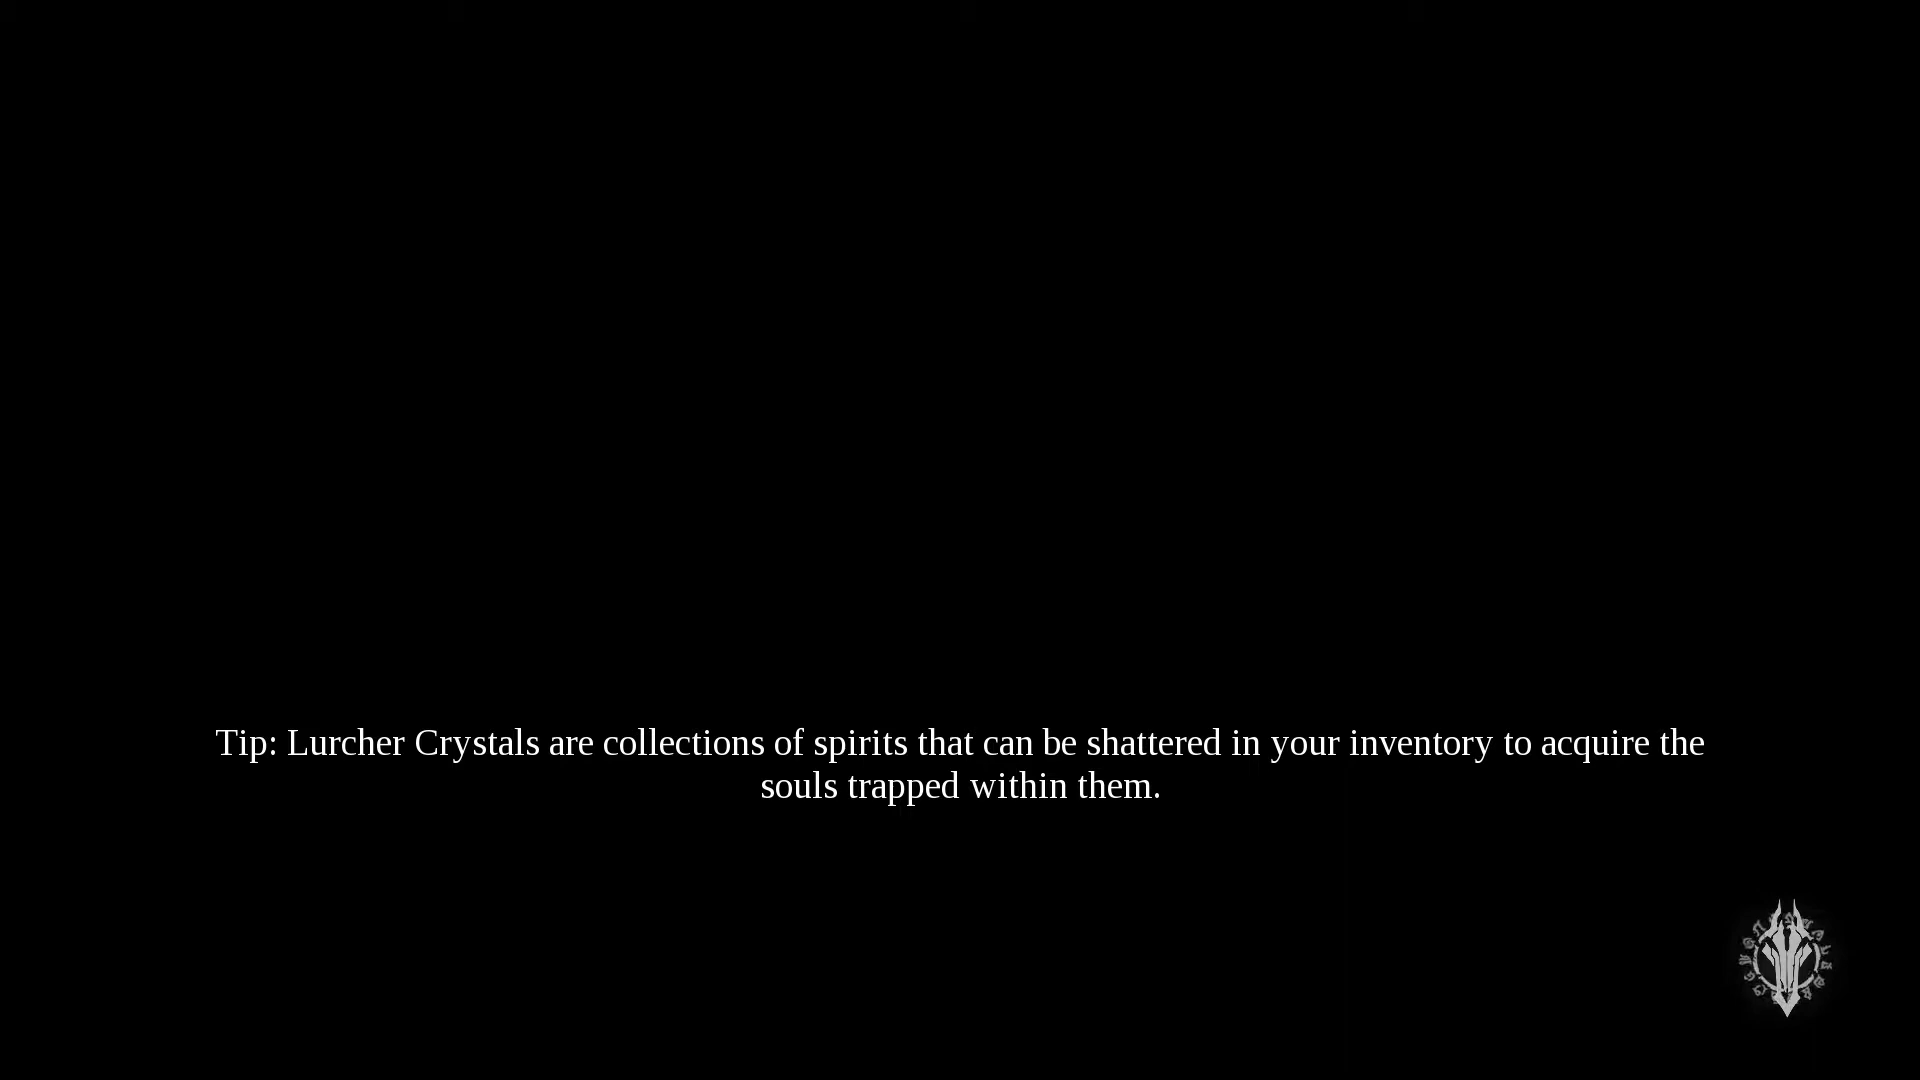 Tip: Lurcher Crystals are collections of spirits that can be shattered in your inventory to acquire the
souls trapped within them.